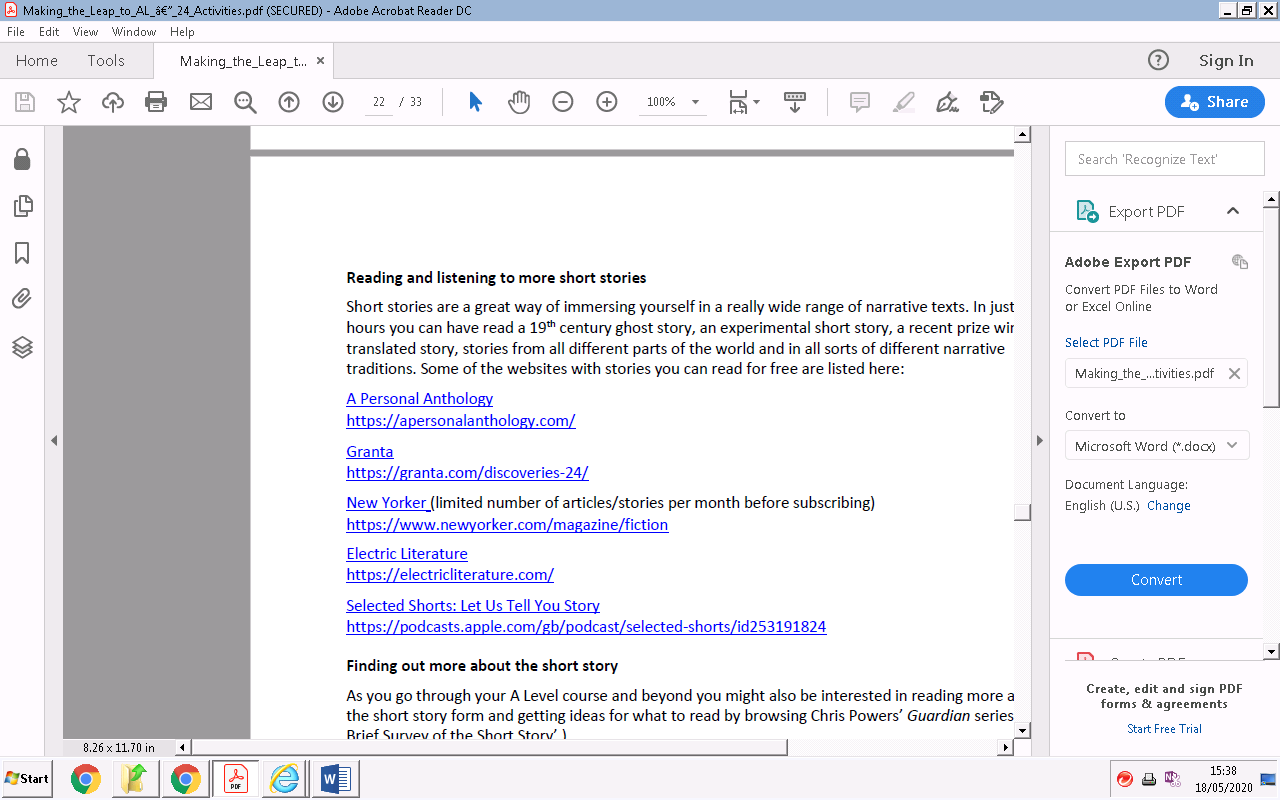 Making_the_Leap_to_AL_â€"_24_Activities.pdf (SECURED) - Adobe Acrobat Reader DC
File Edit View Window Help
Home Tools Making_the_Leap_t... × Sign In
22 / 33 100% Share
Search 'Recognize Text'
Export PDF
Adobe Export PDF
Convert PDF Files to Word
or Excel Online
Select PDF File
Making_the_...tivities.pdf
Convert to
Microsoft Word (*.docx)
Document Language:
English (U.S.) Change
Convert
Create, edit and sign PDF
forms & agreements
Start Free Trial
Reading and listening to more short stories
Short stories are a great way of immersing yourself in a really wide range of narrative texts. In just
hours you can have read a 19th century ghost story, an experimental short story, a recent prize wir
translated story, stories from all different parts of the world and in all sorts of different narrative
traditions. Some of the websites with stories you can read for free are listed here:
A Personal Anthology
https://apersonalanthology.com/
Granta
https://granta.com/discoveries-24/
New Yorker (limited number of articles/stories per month before subscribing)
https://www.newyorker.com/magazine/fiction
Electric Literature
https://electricliterature.com/
Selected Shorts: Let Us Tell You Story
https://podcasts.apple.com/gb/podcast/selected-shorts/id253191824
Finding out more about the short story
As you go through your A Level course and beyond you might also be interested in reading more a
the short story form and getting ideas for what to read by browsing Chris Powers' Guardian series
Brief Survey of the Short Story'.)
8.26 x 11.70 in
Start
PDF
15:38
18/05/2020